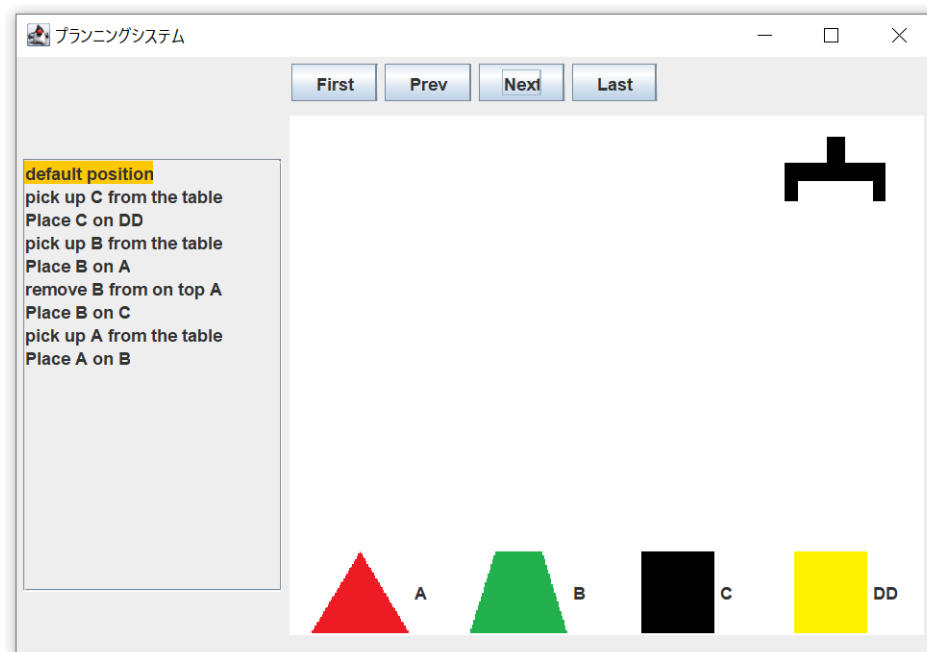 プランニングシステム
First Prev Next Last
default position
pick up C from the table
Place C on DD
pick up B from the table
Place B on A
remove B from on top A
Place B on C
pick up A from the table
Place A on B
A B C DD